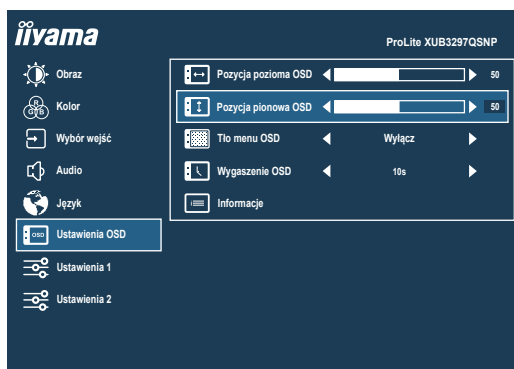 iiyama
ProLite XUB3297QSNP
Obraz
Kolor
Wybór wejść
Audio
Język
OSD Ustawienia OSD
Ustawienia 1
Ustawienia 2
Pozycja pozioma OSD 50
Pozycja pionowa OSD 50
Tło menu OSD Wyłącz
Wygaszenie OSD 10s
Informacje
R
G B